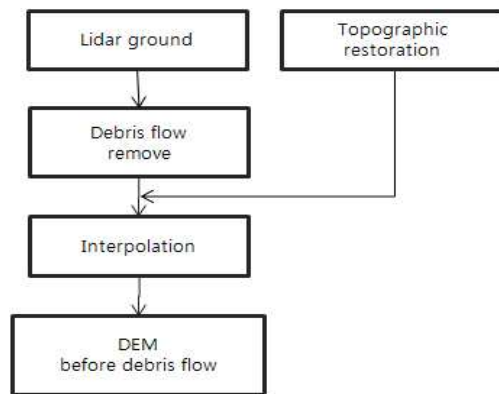 Lidar ground
Topographic
restoration
Debris flow
remove
Interpolation
DEM
before debris flow